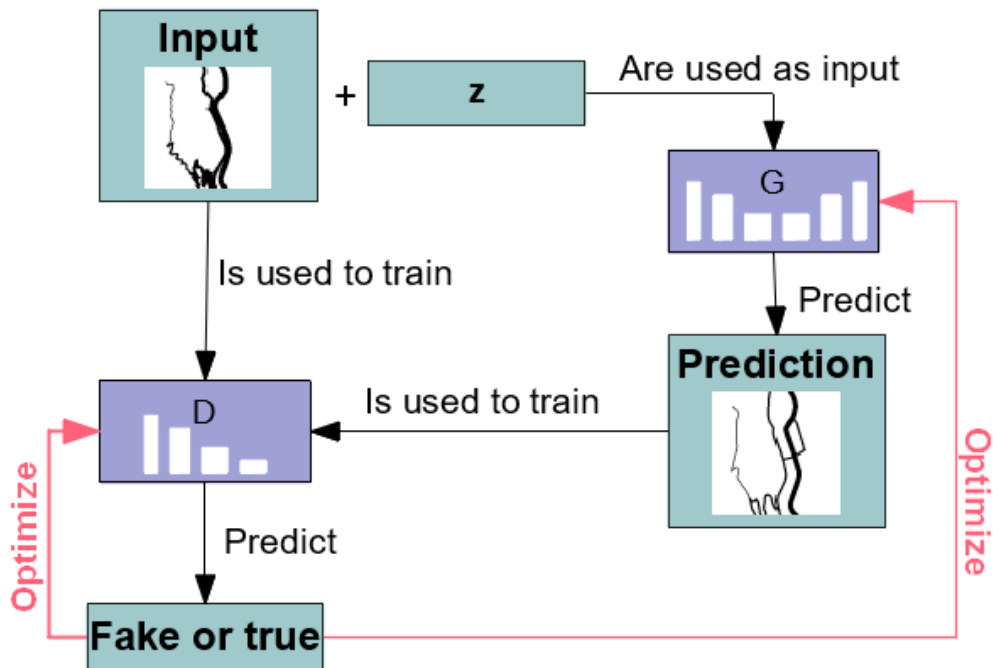 Input
+
z
Are used as input
G
Is used to train
Predict
Prediction
D
Is used to train
Optimize
Optimize
Predict
Fake or true